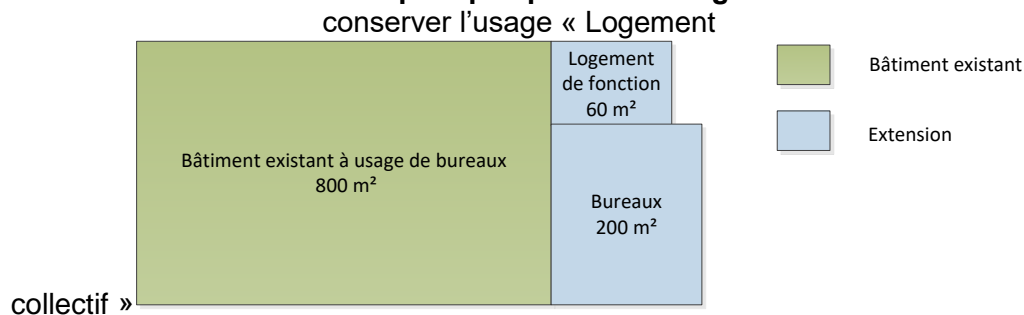 conserver l'usage « Logement
Logement
de fonction
60 m²
Bâtiment existant
Extension
Bâtiment existant à usage de bureaux
800 m²
Bureaux
200 m²
collectif »